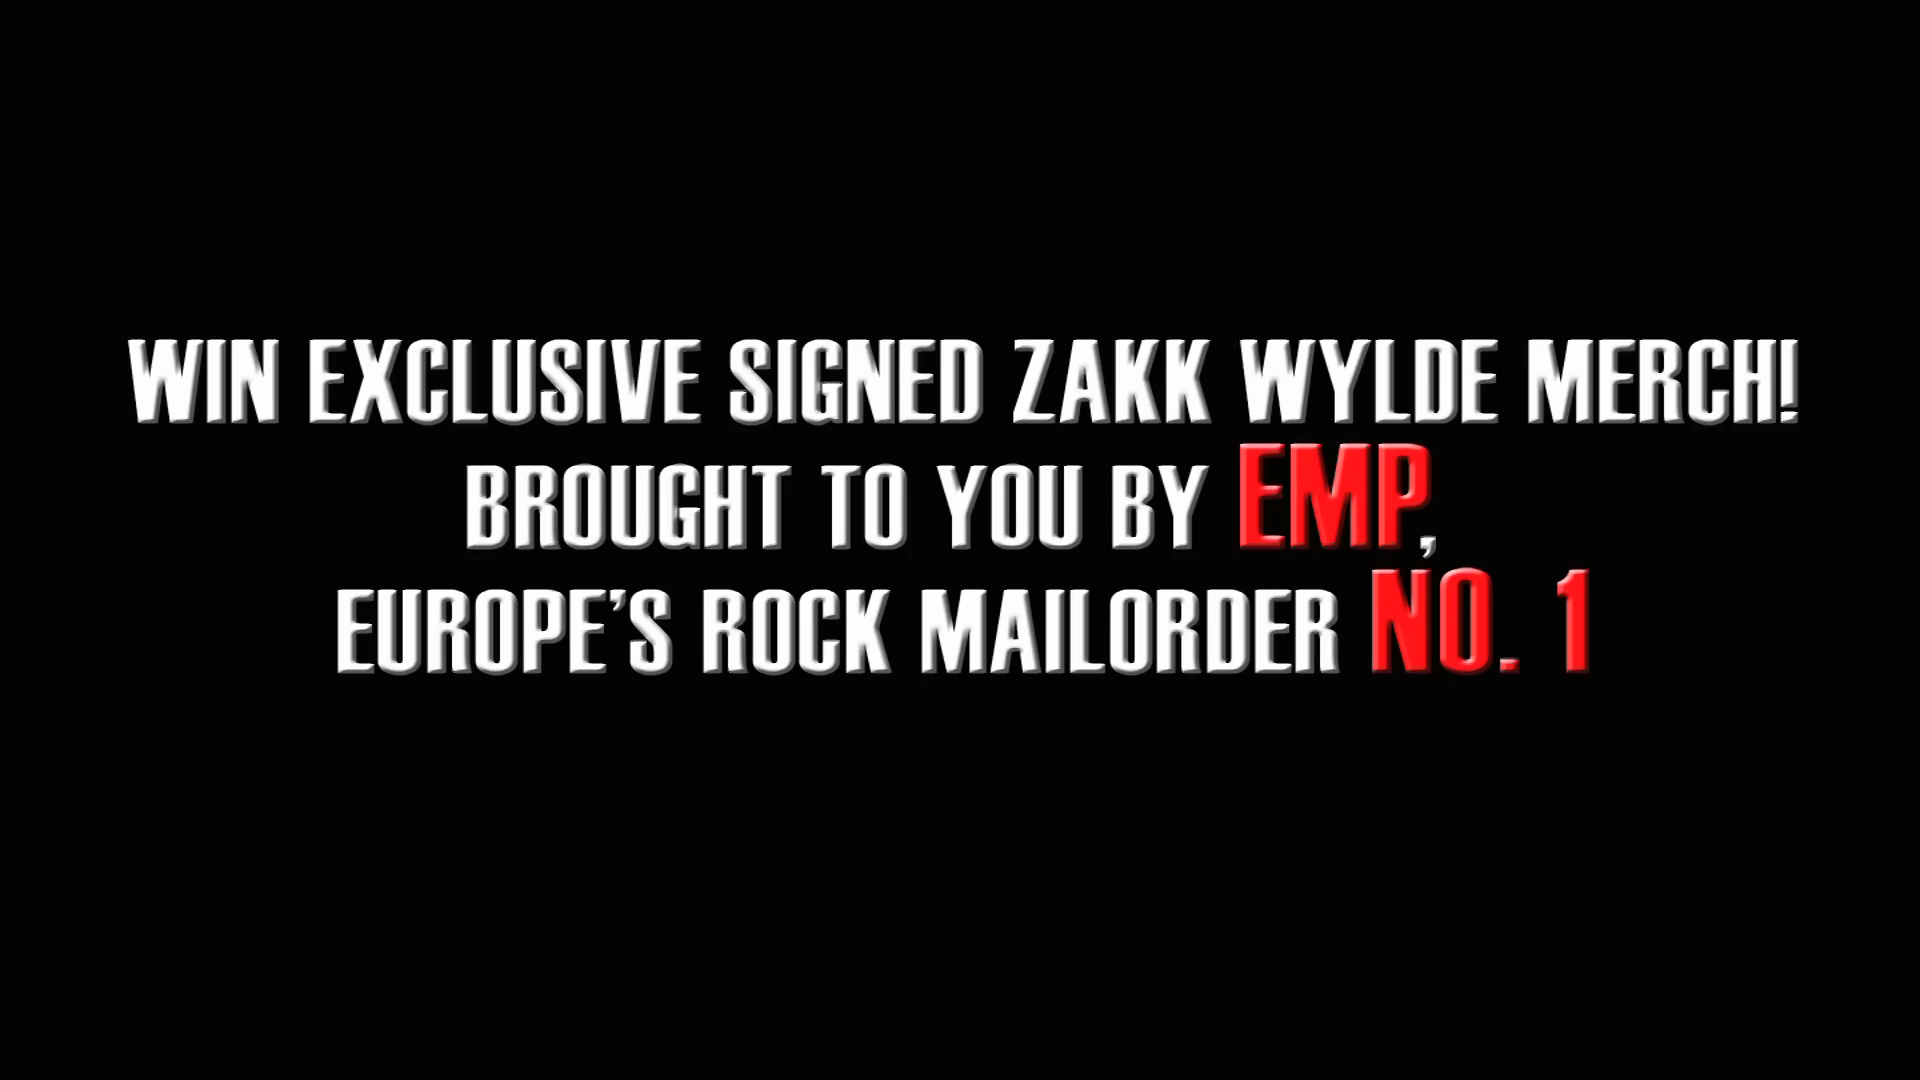 WIN EXCLUSIVE SIGNED ZAKK WYLDE MERCH!
BROUGHT TO YOU BY EMP,
EUROPE’S ROCK MAILORDER NO. 1